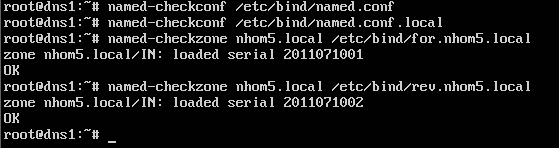 root@dns1:~# named-checkconf /etc/bind/named.conf
root@dns1:~# named-checkconf /etc/bind/named.conf.local
root@dns1:~# named-checkzone nhom5.local /etc/bind/for.nhom5.local
zone nhom5.local/IN: loaded serial 2011071001
OK
root@dns1:~# named-checkzone nhom5.local /etc/bind/rev.nhom5.local
zone nhom5.local/IN: loaded serial 2011071002
OK
root@dns1:~# _